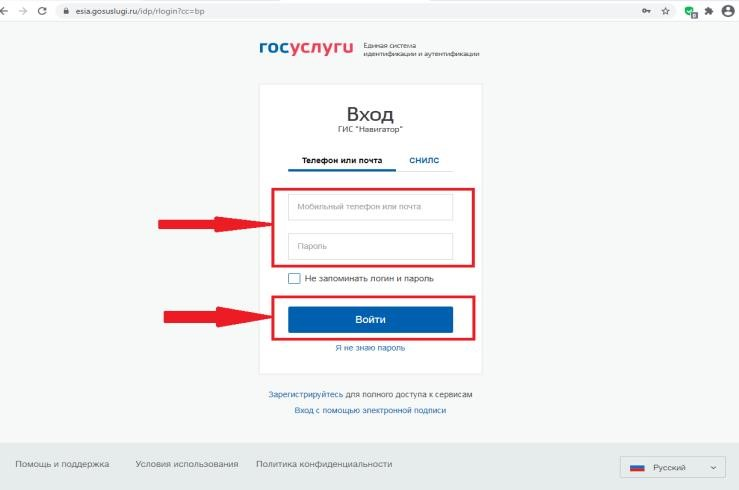 esia.gosuslugi.ru/idp/rlogin?cc=bp
6
госуслуги
Единая система
идентификации и аутентификации
Вход
ГИС "Навигатор"
Телефон или почта СНИЛС
Мобильный телефон или почта
Пароль
Не запоминать логин и пароль
Войти
Я не знаю пароль
Зарегистрируйтесь для полного доступа к сервисам
Вход с помощью электронной подписи
Помощь и поддержка Условия использования Политика конфиденциальности Русский